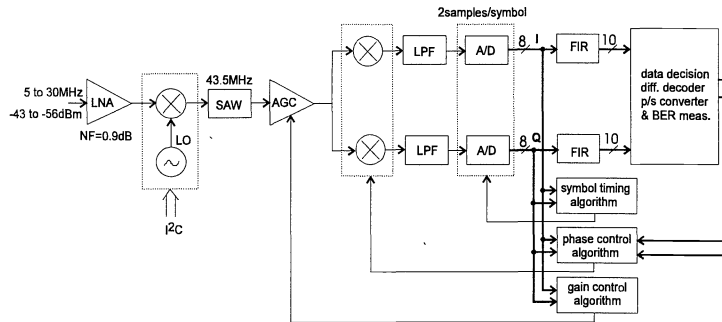 2samples/symbol
5 to 30MHz
-43 to -56dBm
LNA
NF=0.9dB
LO
I2C
43.5MHz
SAW
AGC
LPF
A/D
8
I
FIR
10
LPF
A/D
8
Q
FIR
10
data decision
diff. decoder
p/s converter
& BER meas.
symbol timing
algorithm
phase control
algorithm
gain control
algorithm